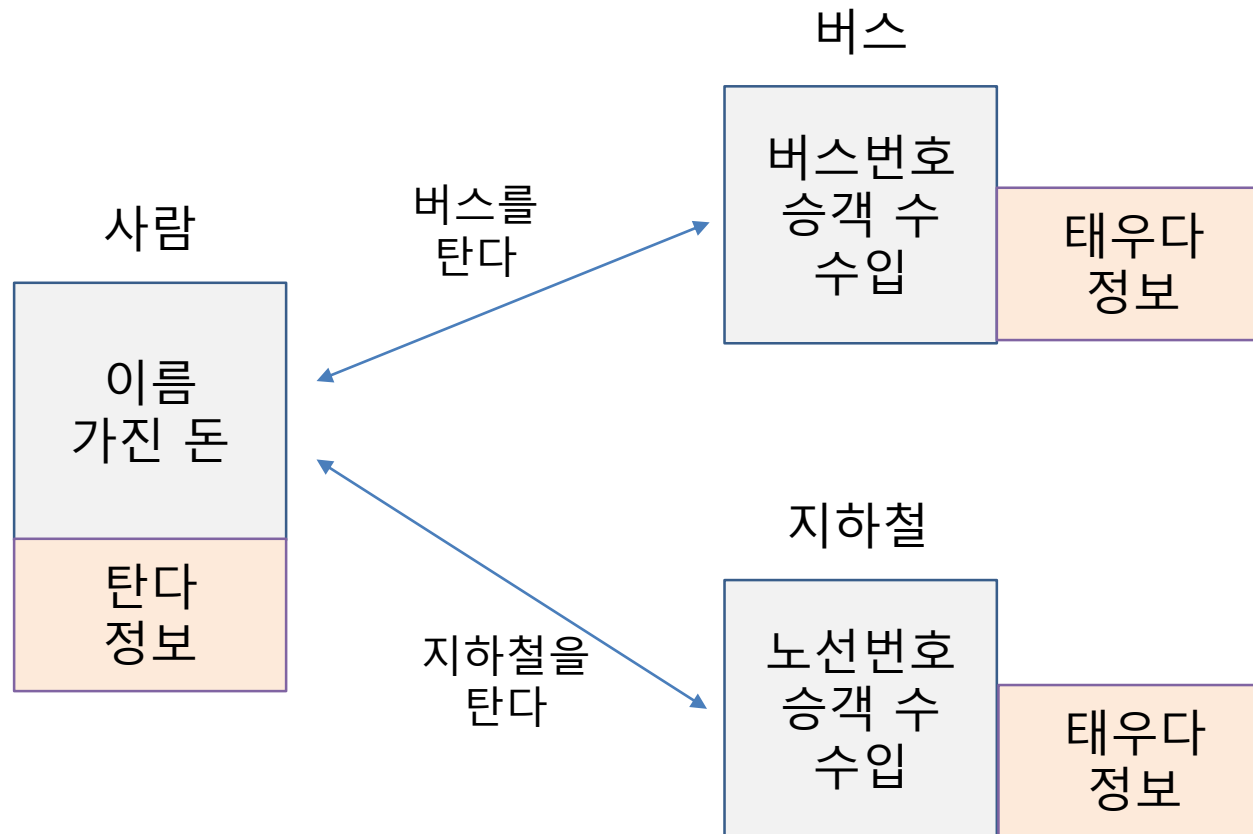 사람
이름
가진 돈
탄다
정보
버스를
탄다
지하철을
탄다
버스
버스번호
승객 수
수입
태우다
정보
지하철
노선번호
승객 수
수입
태우다
정보